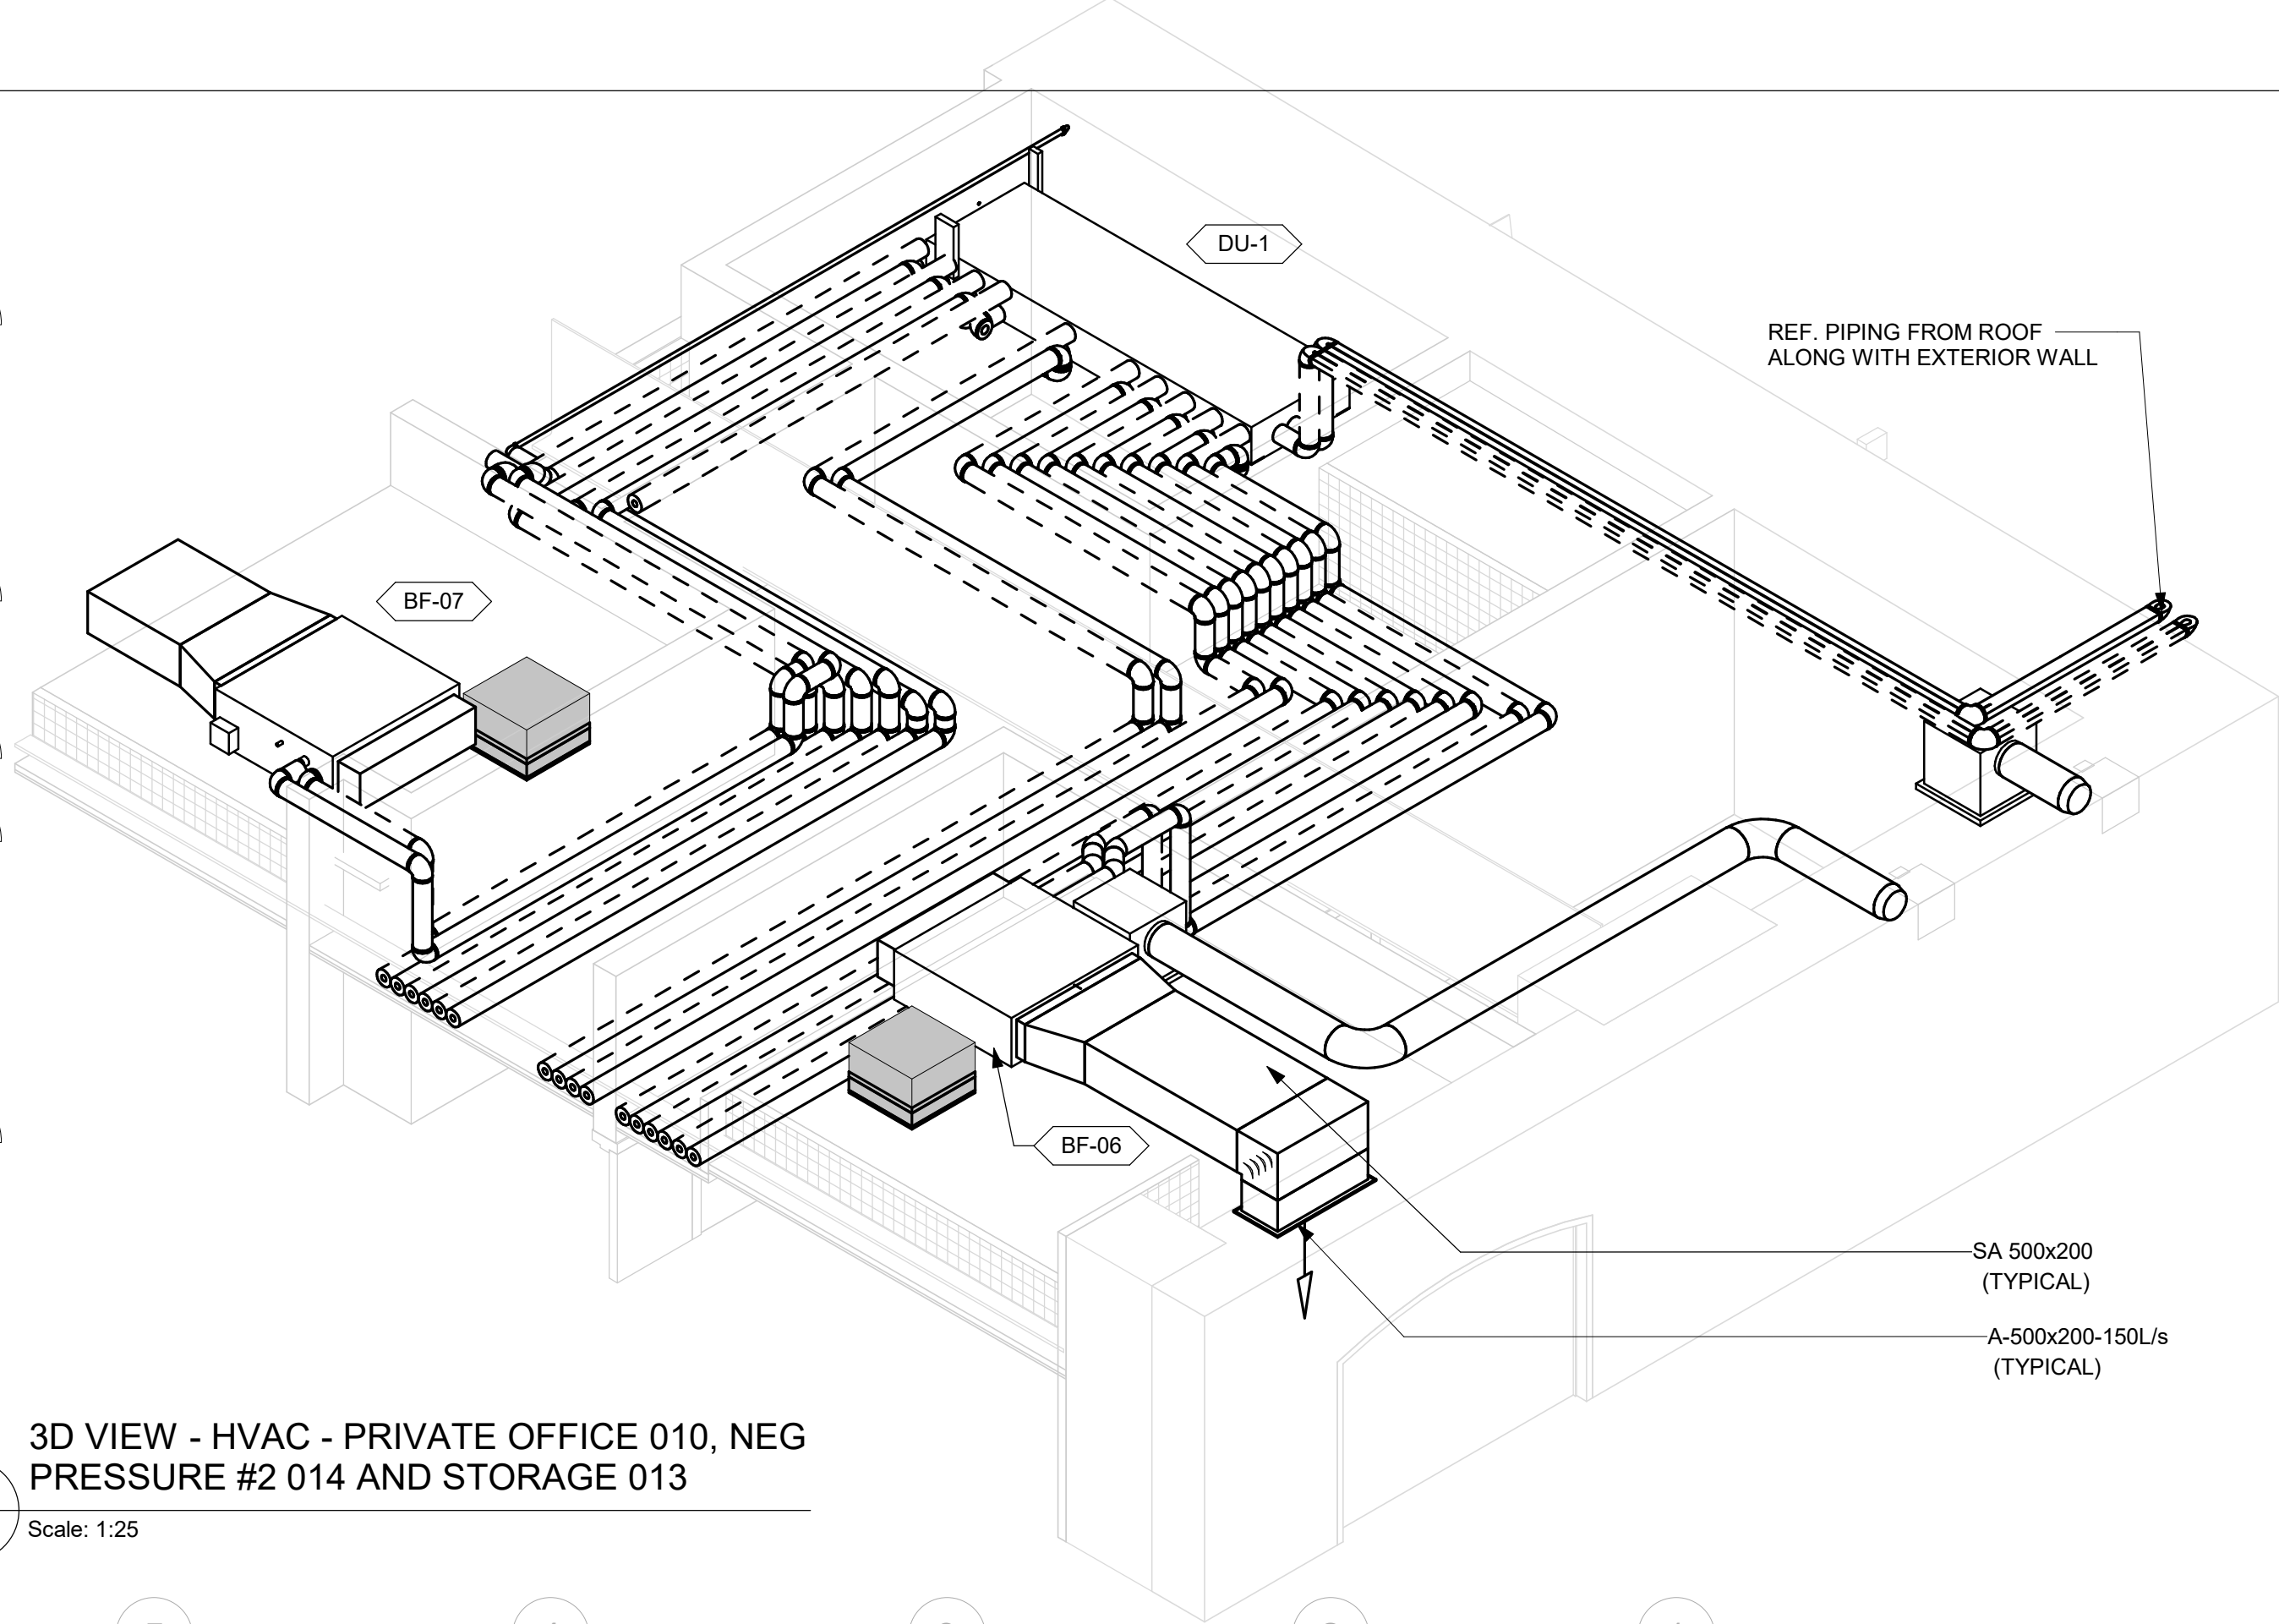 DU-1
REF. PIPING FROM ROOF
ALONG WITH EXTERIOR WALL
BF-07
BF-06
SA 500x200
(TYPICAL)
A-500x200-150L/s
(TYPICAL)
3D VIEW - HVAC - PRIVATE OFFICE 010, NEG
PRESSURE #2 014 AND STORAGE 013
Scale: 1:25